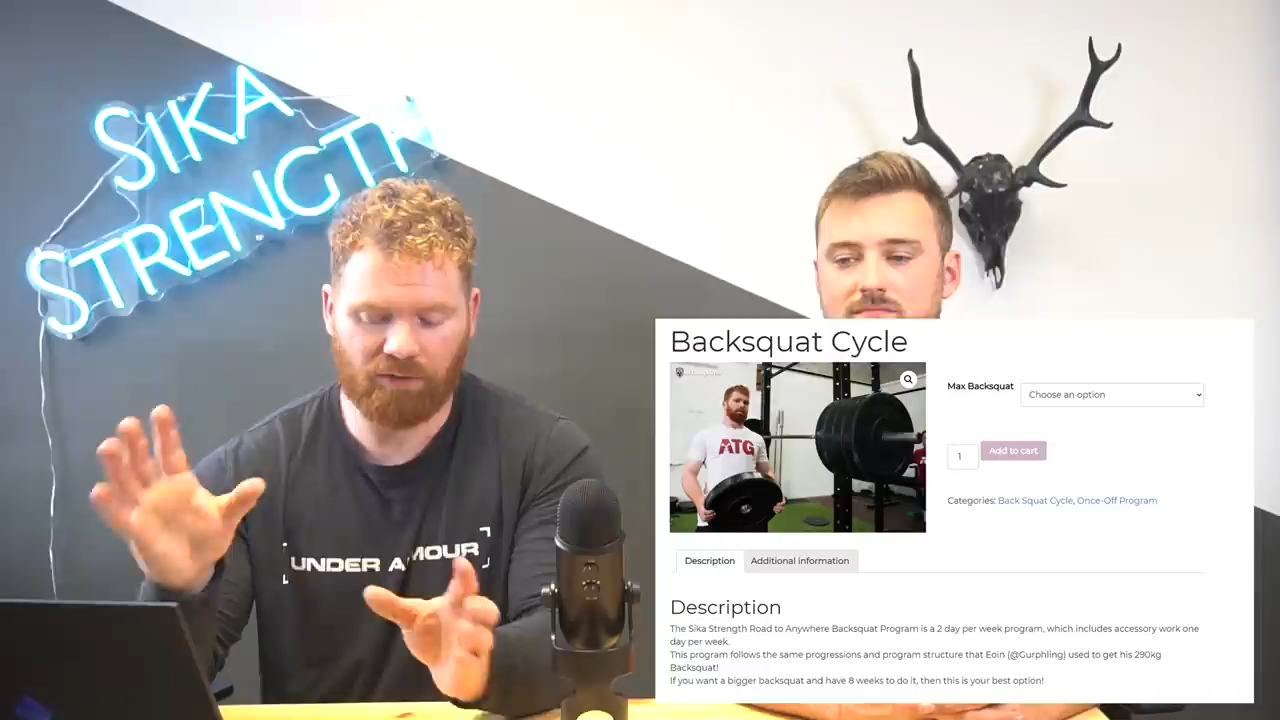 SIKA
STRENGTH
UNDER A MOUR
Backsquat Cycle
ATG
Max Backsquat
Choose an option
1
Add to cart
Categories: Back Squat Cycle, Once-Off Program
Description
Additional information
Description
The Sika Strength Road to Anywhere Backsquat Program is a 2 day per week program, which includes accessory work one
day per week.
This program follows the same progressions and program structure that Eoin (@Gurphling) used to get his 290kg
Backsquat!
If you want a bigger backsquat and have 8 weeks to do it, then this is your best option!